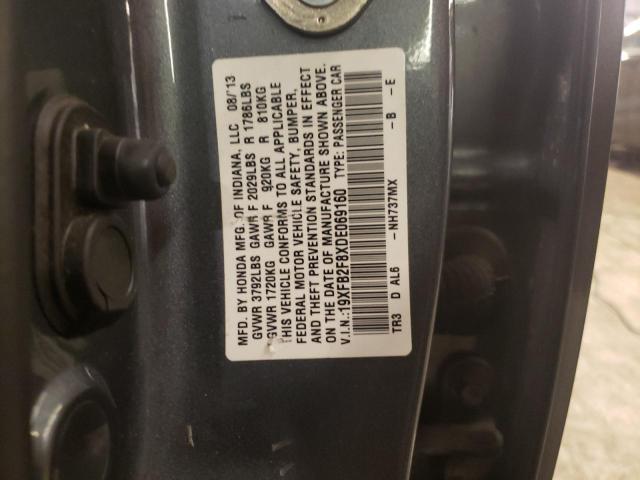 MFD. BY HONDA MFG. OF INDIANA, LLC 08/'13
GVWR 3792LBS GAWR F 2029LBS R 1786LBS
GVWR 1720KG GAWR F 920KG R 810KG
THIS VEHICLE CONFORMS TO ALL APPLICABLE
FEDERAL MOTOR VEHICLE SAFETY, BUMPER,
AND THEFT PREVENTION STANDARDS IN EFFECT
ON THE DATE OF MANUFACTURE SHOWN ABOVE.
V.I.N.:19XFB2F8XDE069160 TYPE: PASSENGER CAR
TR3 D AL6 -NH737MX -B -E